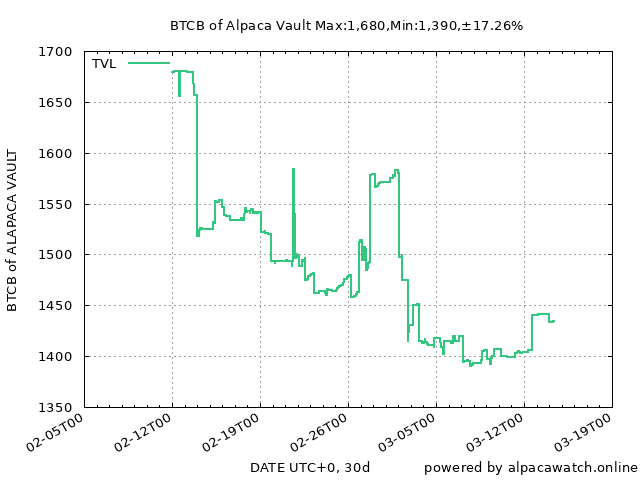 BTCB of Alpaca Vault Max:1,680,Min:1,390,±17.26%
TVL
1700
1650
1600
1550
1500
1450
1400
1350
BTCB of ALAPACA VAULT
02-05T00
02-12T00
02-19T00
02-26T00
03-05T00
03-12T00
03-19T00
DATE UTC+0, 30d
powered by alpacawatch.online